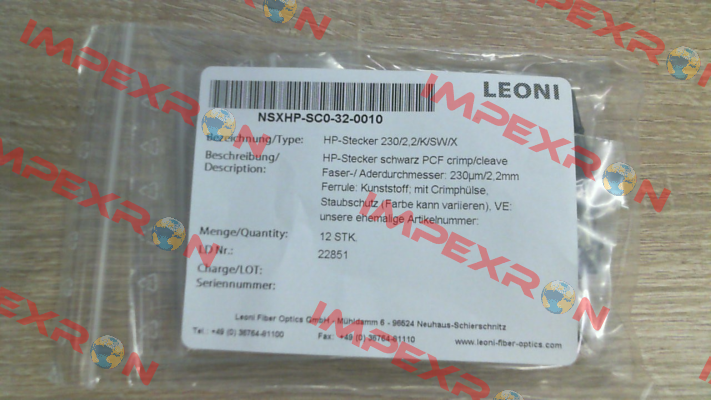 LEONI
NSXHP-SC0-32-0010
Bezeichnung/Type: HP-Stecker 230/2,2/K/SW/X
Beschreibung/ HP-Stecker schwarz PCF crimp/cleave
Description: Faser-/ Aderdurchmesser: 230µm/2,2mm
Ferrule: Kunststoff; mit Crimphülse,
Staubschutz (Farbe kann variieren), VE:
unsere ehemalige Artikelnummer:
Menge/Quantity: 12 STK.
I.D Nr.: 22851
Charge/LOT:
Seriennummer:
Leoni Fiber Optics GmbH - Mühldamm 6 - 96524 Neuhaus-Schierschnitz
Tel.: +49 (0) 36764-81100 Fax: +49 (0) 36764-81110 www.leoni-fiber-optics.com
IMPEXRON
IMPEXRON
IMPEXRON
IMPEXRON
IMPEXRON
IMPEXRON
IMPEXRON